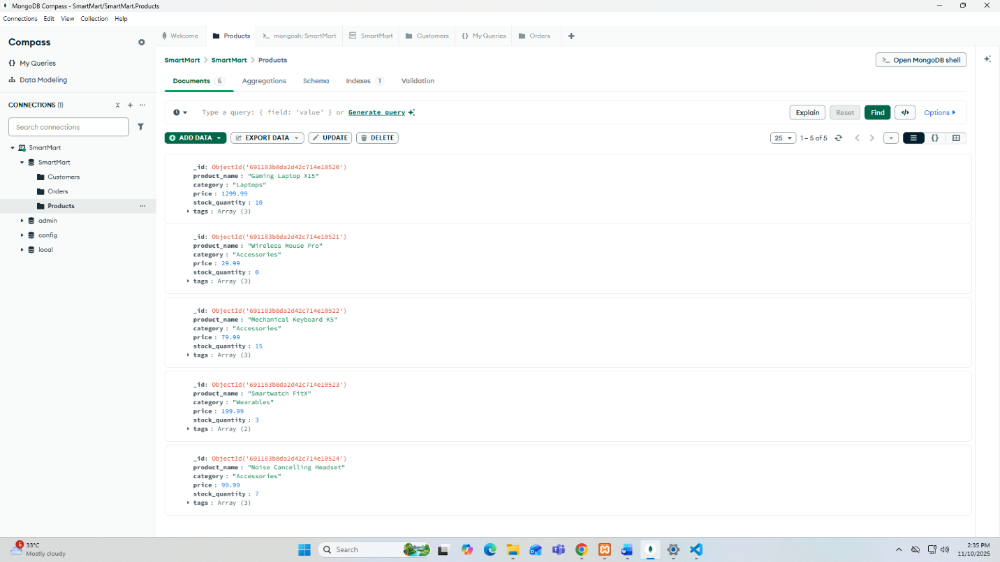 MongoDB Compass - SmartMart/SmartMart.Products
Connections Edit View Collection Help
Compass
Welcome Products >_ mongosh: SmartMart SmartMart Customers {} My Queries Orders
{} My Queries
Data Modeling
CONNECTIONS (1)
Search connections
SmartMart
SmartMart
Customers
Orders
Products
admin
config
local
SmartMart > SmartMart > Products
>_ Open MongoDB shell
Documents 5 Aggregations Schema Indexes 1 Validation
Type a query: { field: 'value' } or Generate query
Explain Reset Find </> Options
ADD DATA EXPORT DATA UPDATE DELETE
25 1 – 5 of 5 {}
_id: ObjectId('691183b8da2d42c714e10520')
product_name : "Gaming Laptop X15"
category : "Laptops"
price : 1299.99
stock_quantity : 10
tags : Array (3)
_id: ObjectId('691183b8da2d42c714e10521')
product_name : "Wireless Mouse Pro"
category : "Accessories"
price : 29.99
stock_quantity : 0
tags : Array (3)
_id: ObjectId('691183b8da2d42c714e10522')
product_name : "Mechanical Keyboard K5"
category : "Accessories"
price : 79.99
stock_quantity : 15
tags : Array (3)
_id: ObjectId('691183b8da2d42c714e10523')
product_name : "Smartwatch FitX"
category : "Wearables"
price : 199.99
stock_quantity : 3
tags : Array (2)
_id: ObjectId('691183b8da2d42c714e10524')
product_name : "Noise Cancelling Headset"
category : "Accessories"
price : 99.99
stock_quantity : 7
tags : Array (3)
6
33°C
Mostly cloudy
Search
2:35 PM
11/10/2025